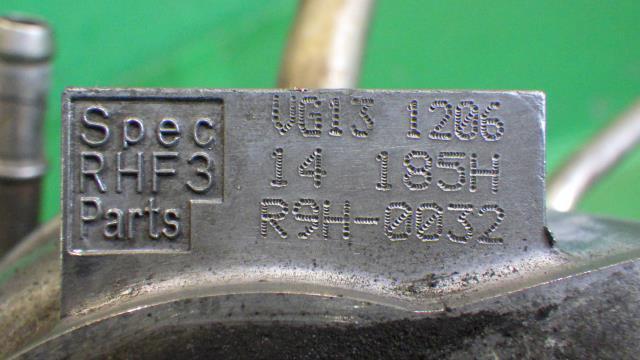 Spec VG13 1206
RHF3 14 185H
Parts R9H-0032